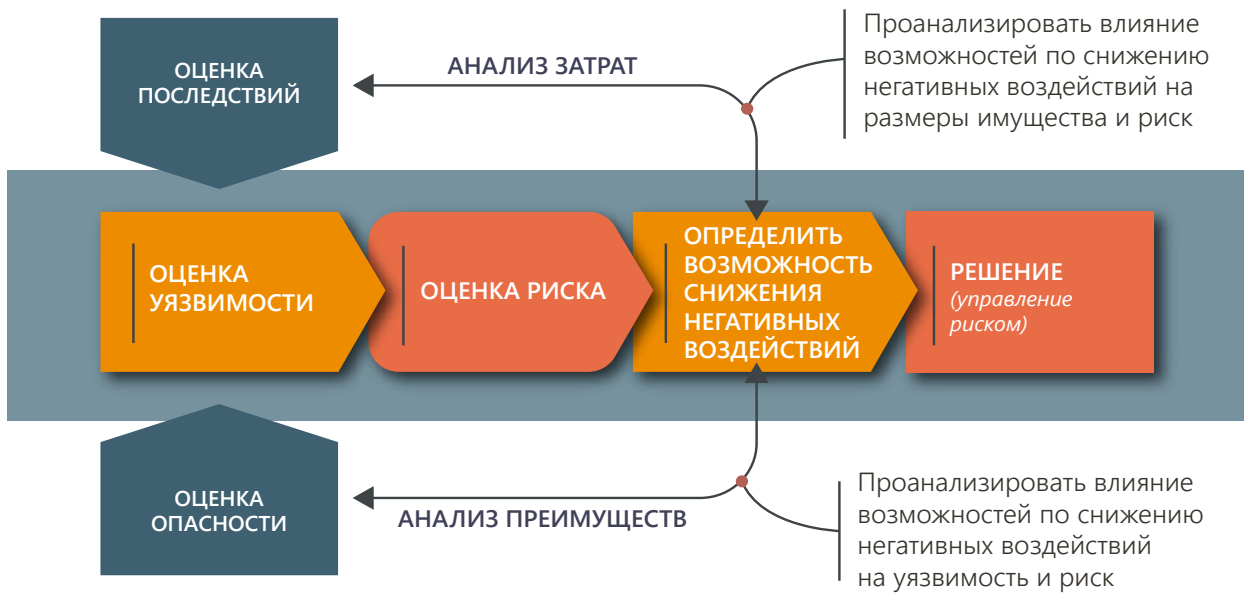 ОЦЕНКА
ПОСЛЕДСТВИЙ
АНАЛИЗ ЗАТРАТ
Проанализировать влияние
возможностей по снижению
негативных воздействий на
размеры имущества и риск
ОЦЕНКА
УЯЗВИМОСТИ
ОЦЕНКА РИСКА
ОПРЕДЕЛИТЬ
ВОЗМОЖНОСТЬ
СНИЖЕНИЯ
НЕГАТИВНЫХ
ВОЗДЕЙСТВИЙ
РЕШЕНИЕ
(управление
риском)
ОЦЕНКА
ОПАСНОСТИ
АНАЛИЗ ПРЕИМУЩЕСТВ
Проанализировать влияние
возможностей по снижению
негативных воздействий
на уязвимость и риск